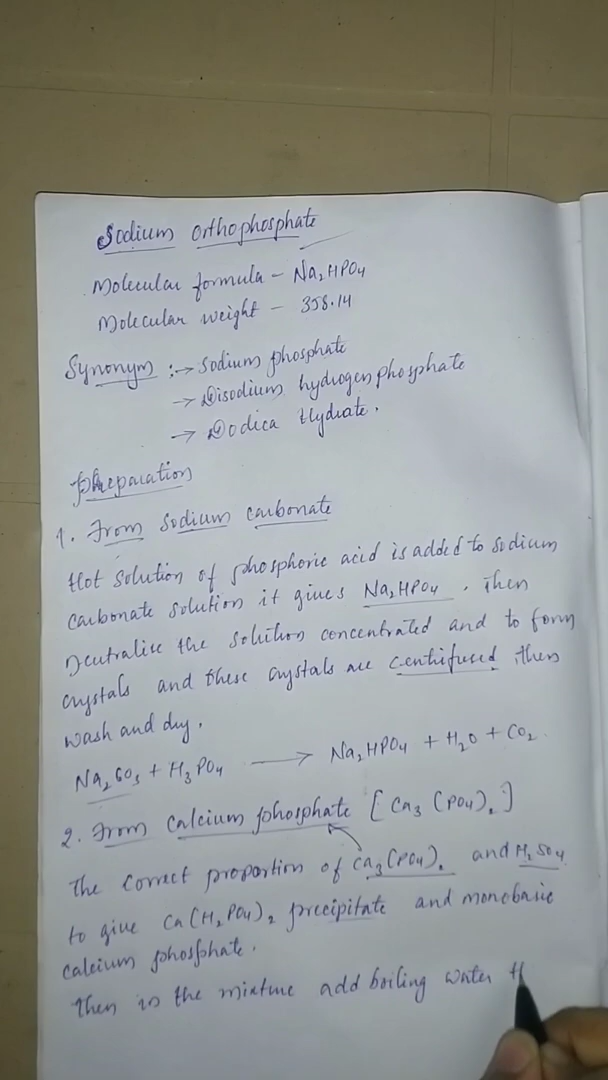 Sodium orthophosphate
Molecular formula - Na2HPO4
Molecular weight - 358.14
Synonym :→ Sodium phosphate
→ Disodium hydrogen phosphate
→ Dodica Hydrate.
Preparation
1. From Sodium carbonate
Hot Solution of phosphoric acid is added to Sodium
carbonate solution it gives Na2HPO4. Then
Neutralise the solution concentrated and to form
crystals and these crystals are centrifused then
wash and dry.
Na2CO3 + H3PO4 → Na2HPO4 + H2O + CO2
2. From Calcium phosphate [Ca3(PO4)2]
The correct proportion of Ca3(PO4)2 and H2SO4
to give Ca(H2PO4)2 precipitate and monobasic
calcium phosphate.
Then in the mixture add boiling water